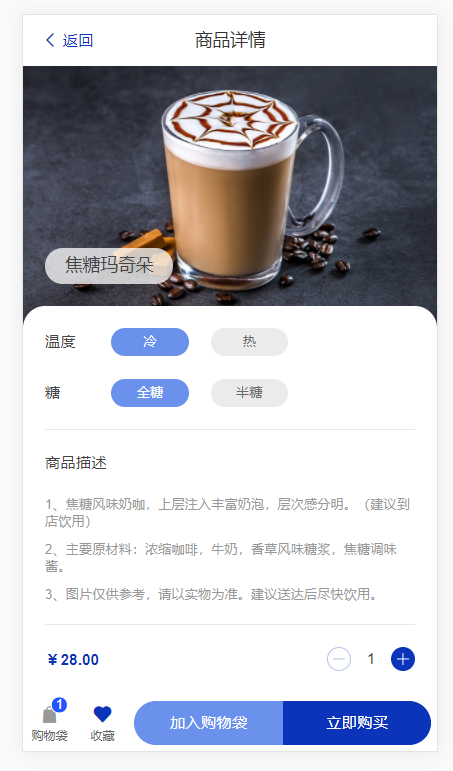 返回 商品详情
焦糖玛奇朵
温度 冷 热
糖 全糖 半糖
商品描述
1、焦糖风味奶咖，上层注入丰富奶泡，层次感分明。（建议到
店饮用）
2、主要原材料：浓缩咖啡，牛奶，香草风味糖浆，焦糖调味
酱。
3、图片仅供参考，请以实物为准。建议送达后尽快饮用。
¥ 28.00 1
1
购物袋 收藏 加入购物袋 立即购买